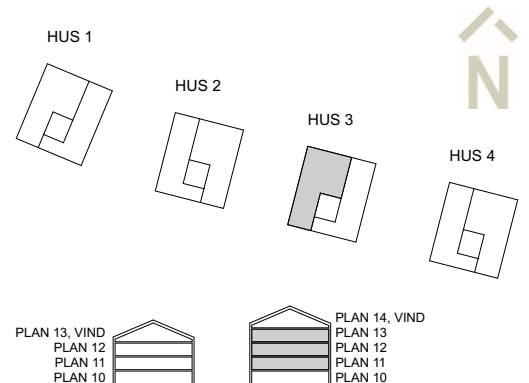 HUS 1
HUS 2
HUS 3
HUS 4
N
PLAN 13, VIND
PLAN 12
PLAN 11
PLAN 10
PLAN 14, VIND
PLAN 13
PLAN 12
PLAN 11
PLAN 10